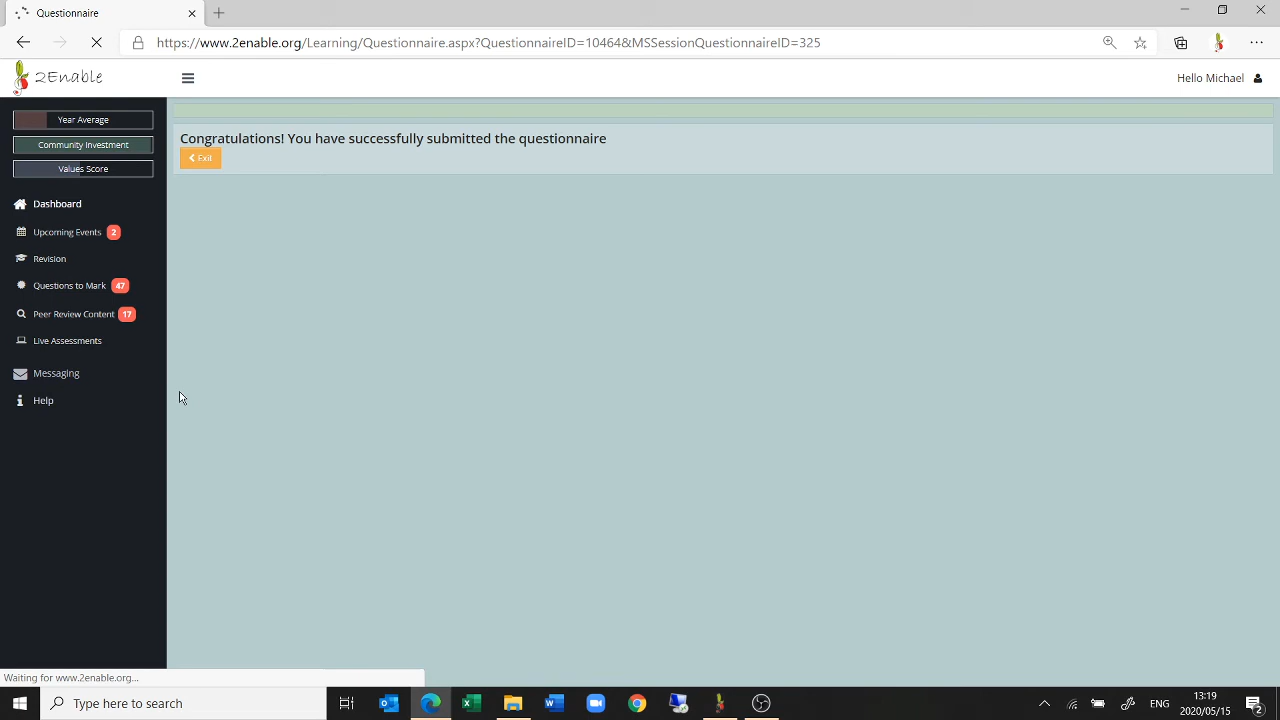 Questionnaire
https://www.2enable.org/Learning/Questionnaire.aspx?QuestionnaireID=10464&MSSessionQuestionnaireID=325
2Enable
Hello Michael
Year Average
Community Investment
Values Score
Congratulations! You have successfully submitted the questionnaire
Exit
Dashboard
Upcoming Events 2
Revision
Questions to Mark 47
Peer Review Content 17
Live Assessments
Messaging
Help
Waiting for www.2enable.org...
Type here to search
ENG
13:19
2020/05/15
2